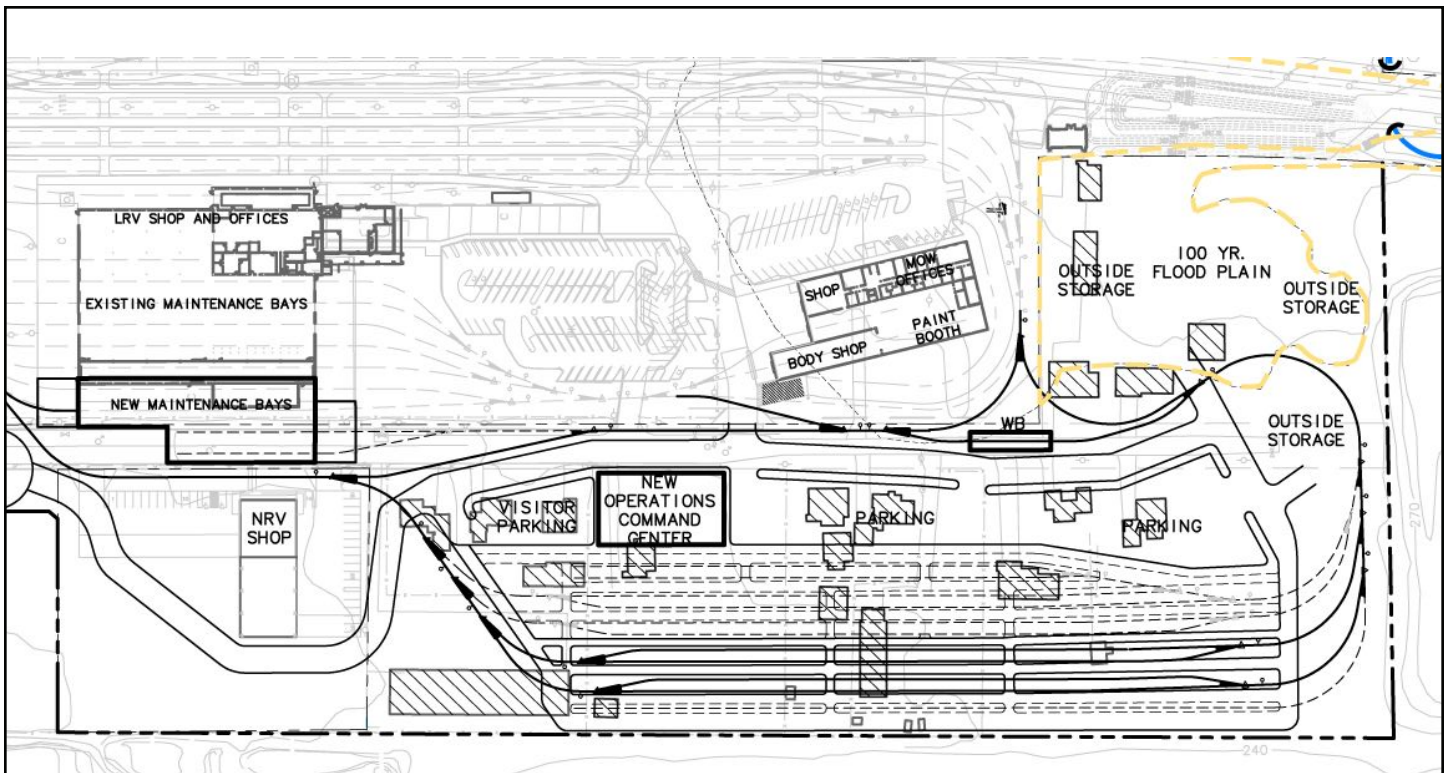 LRV SHOP AND OFFICES
EXISTING MAINTENANCE BAYS
NEW MAINTENANCE BAYS
SHOP
MOW
OFFICES
PAINT
BOOTH
BODY SHOP
OUTSIDE
STORAGE
100 YR.
FLOOD PLAIN
OUTSIDE
STORAGE
OUTSIDE
STORAGE
WB
NRV
SHOP
VISITOR
PARKING
NEW
OPERATIONS
COMMAND
CENTER
PARKING
PARKING
270
240